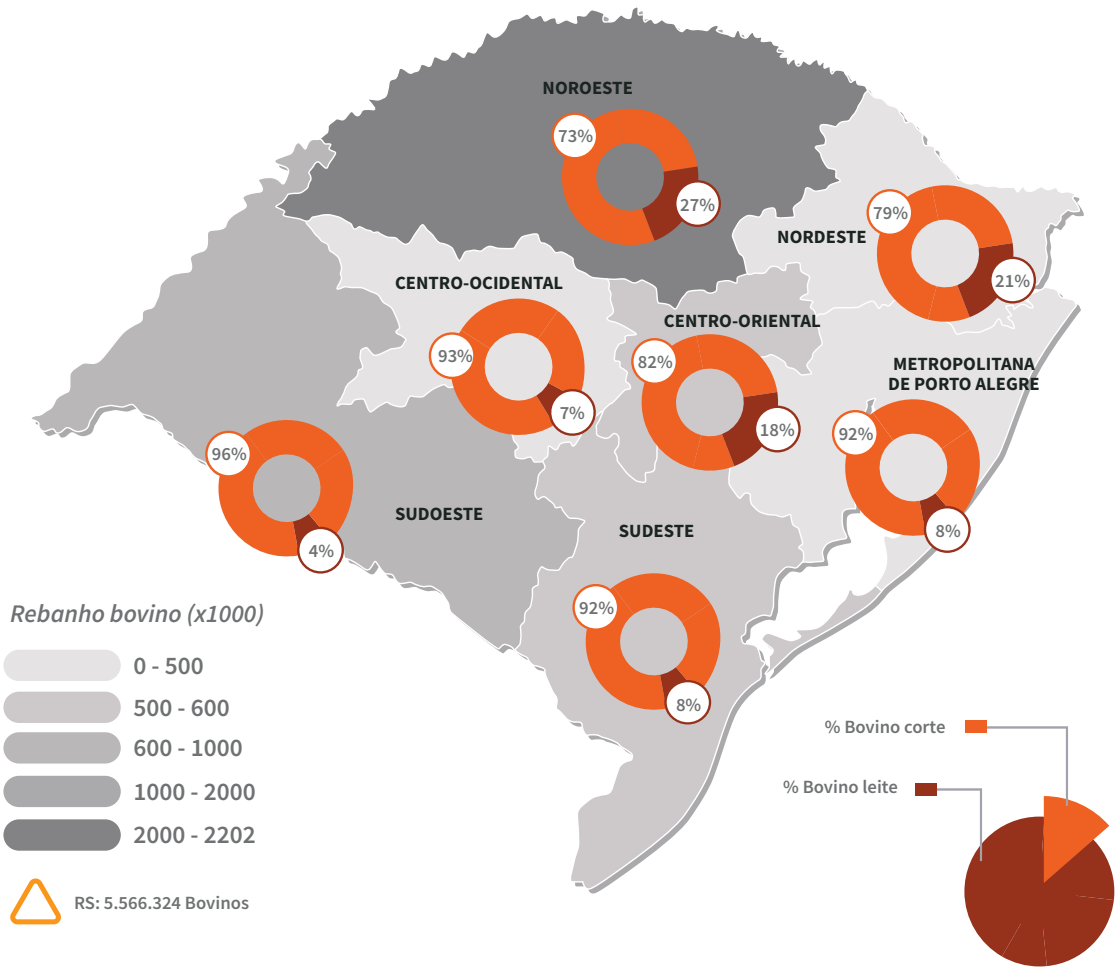 NOROESTE
73%
27%
79%
NORDESTE
21%
CENTRO-OCIDENTAL
93%
7%
CENTRO-ORIENTAL
82%
18%
METROPOLITANA
DE PORTO ALEGRE
92%
8%
96%
SUDOESTE
4%
SUDESTE
92%
8%
Rebanho bovino (x1000)
0 - 500
500 - 600
600 - 1000
1000 - 2000
2000 - 2202
RS: 5.566.324 Bovinos
% Bovino corte
% Bovino leite